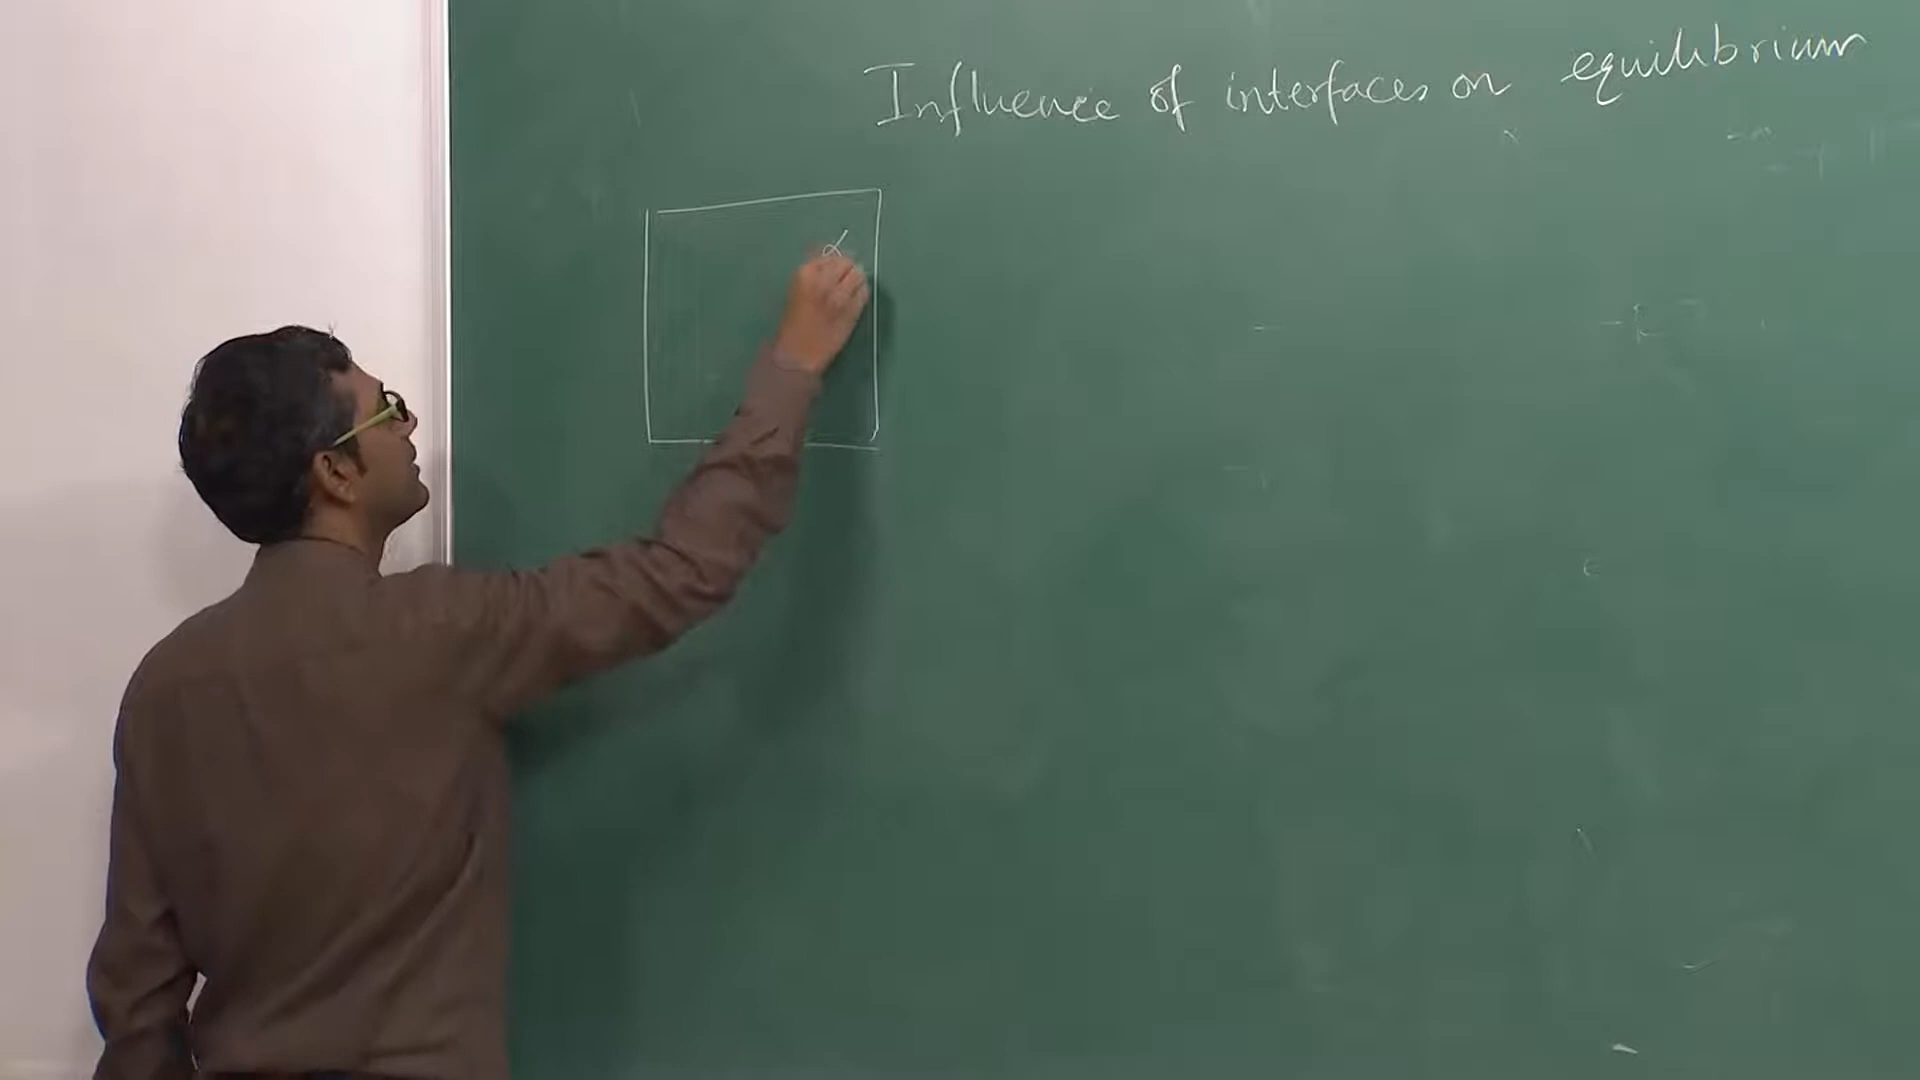 Influence of interfaces on equilibrium
α